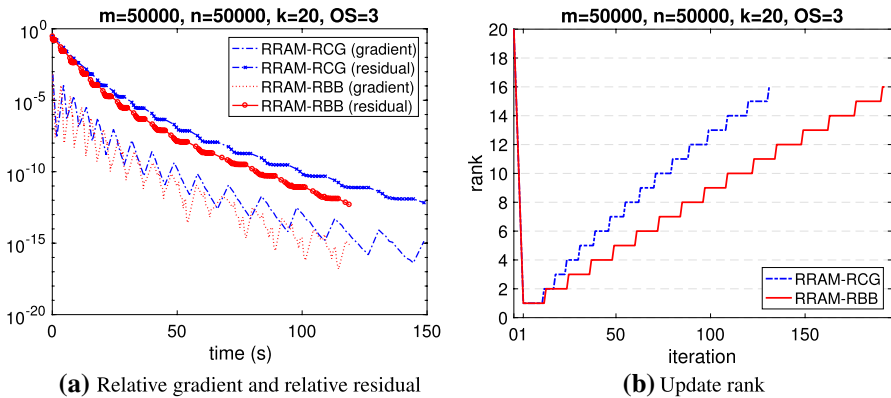 m=50000, n=50000, k=20, OS=3
10^0
10^-5
10^-10
10^-15
10^-20
0 50 100 150
time (s)
RRAM-RCG (gradient)
RRAM-RCG (residual)
RRAM-RBB (gradient)
RRAM-RBB (residual)
(a) Relative gradient and relative residual
m=50000, n=50000, k=20, OS=3
20
18
16
14
12
10
8
6
4
2
0
rank
01 50 100 150
iteration
RRAM-RCG
RRAM-RBB
(b) Update rank